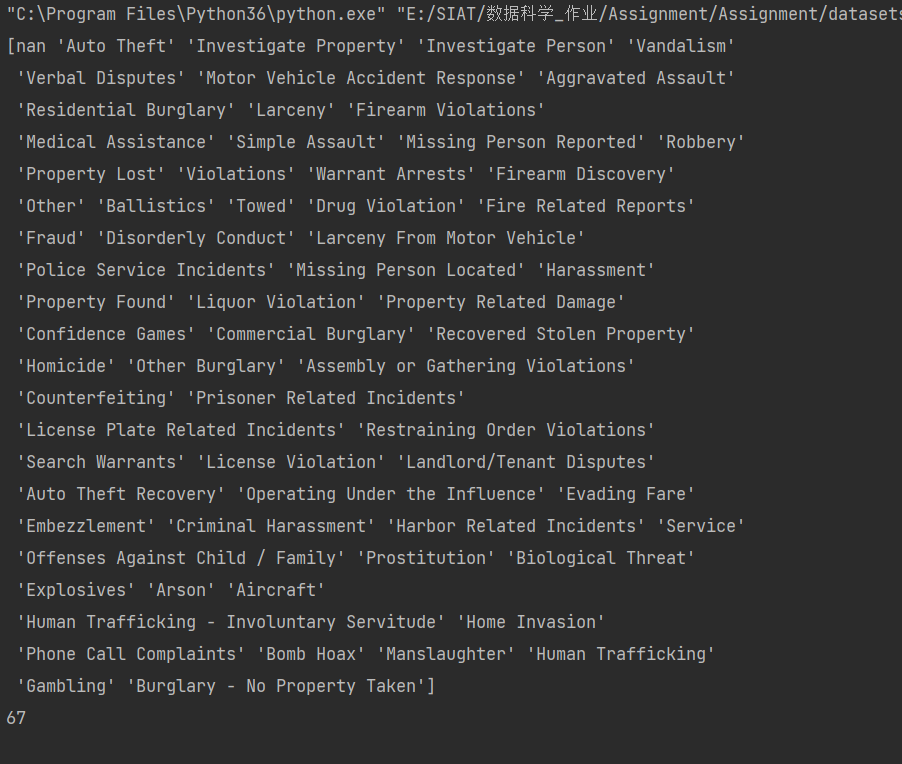 "C:\Program Files\Python36\python.exe" "E:/SIAT/数据科学_作业/Assignment/Assignment/datasets
[nan 'Auto Theft' 'Investigate Property' 'Investigate Person' 'Vandalism'
'Verbal Disputes' 'Motor Vehicle Accident Response' 'Aggravated Assault'
'Residential Burglary' 'Larceny' 'Firearm Violations'
'Medical Assistance' 'Simple Assault' 'Missing Person Reported' 'Robbery'
'Property Lost' 'Violations' 'Warrant Arrests' 'Firearm Discovery'
'Other' 'Ballistics' 'Towed' 'Drug Violation' 'Fire Related Reports'
'Fraud' 'Disorderly Conduct' 'Larceny From Motor Vehicle'
'Police Service Incidents' 'Missing Person Located' 'Harassment'
'Property Found' 'Liquor Violation' 'Property Related Damage'
'Confidence Games' 'Commercial Burglary' 'Recovered Stolen Property'
'Homicide' 'Other Burglary' 'Assembly or Gathering Violations'
'Counterfeiting' 'Prisoner Related Incidents'
'License Plate Related Incidents' 'Restraining Order Violations'
'Search Warrants' 'License Violation' 'Landlord/Tenant Disputes'
'Auto Theft Recovery' 'Operating Under the Influence' 'Evading Fare'
'Embezzlement' 'Criminal Harassment' 'Harbor Related Incidents' 'Service'
'Offenses Against Child / Family' 'Prostitution' 'Biological Threat'
'Explosives' 'Arson' 'Aircraft'
'Human Trafficking - Involuntary Servitude' 'Home Invasion'
'Phone Call Complaints' 'Bomb Hoax' 'Manslaughter' 'Human Trafficking'
'Gambling' 'Burglary - No Property Taken']
67